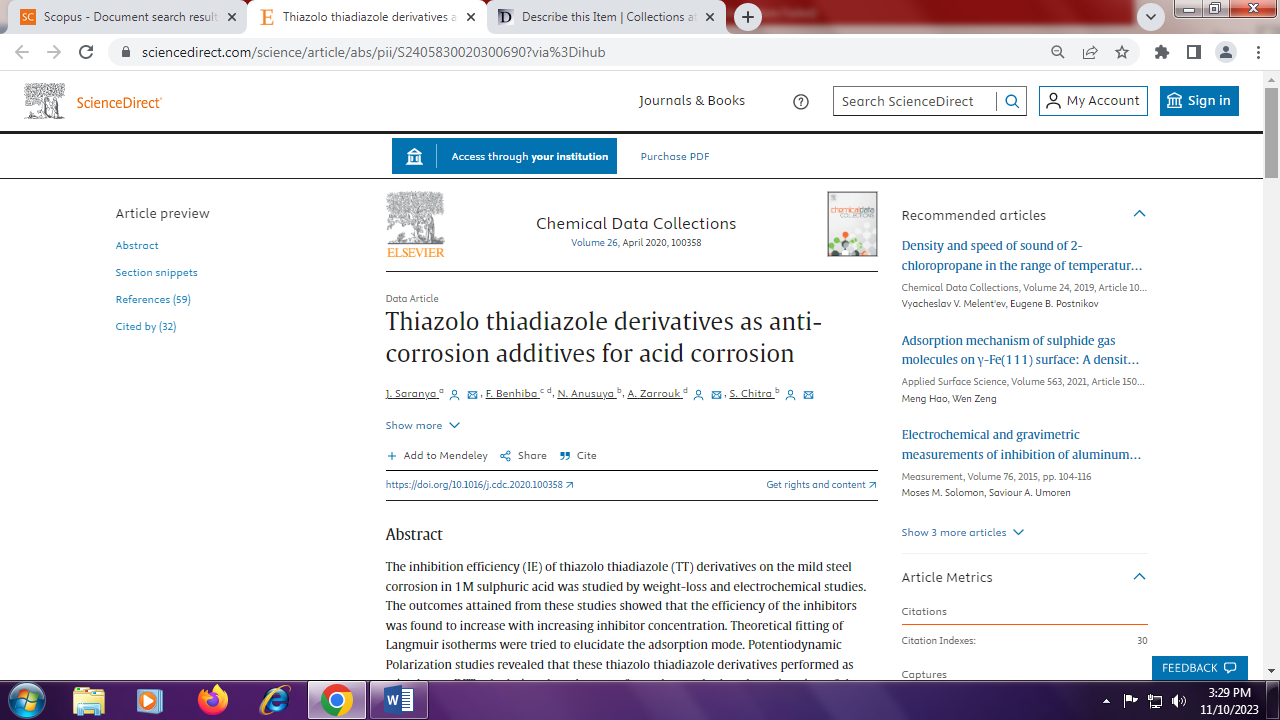 Scopus - Document search result
Thiazolo thiadiazole derivatives a
Describe this Item | Collections a
sciencedirect.com/science/article/abs/pii/S2405830020300690?via%3Dihub
ScienceDirect
Journals & Books
Search ScienceDirect
My Account
Sign in
Access through your institution
Purchase PDF
Article preview
Abstract
Section snippets
References (59)
Cited by (32)
ELSEVIER
Chemical Data Collections
Volume 26, April 2020, 100358
Data Article
Thiazolo thiadiazole derivatives as anti-
corrosion additives for acid corrosion
J. Saranya a, F. Benhiba c d, N. Anusuya b, A. Zarrouk d, S. Chitra b
Show more
Add to Mendeley
Share
Cite
https://doi.org/10.1016/j.cdc.2020.100358
Get rights and content
Abstract
The inhibition efficiency (IE) of thiazolo thiadiazole (TT) derivatives on the mild steel
corrosion in 1 M sulphuric acid was studied by weight-loss and electrochemical studies.
The outcomes attained from these studies showed that the efficiency of the inhibitors
was found to increase with increasing inhibitor concentration. Theoretical fitting of
Langmuir isotherms were tried to elucidate the adsorption mode. Potentiodynamic
Polarization studies revealed that these thiazolo thiadiazole derivatives performed as
Recommended articles
Density and speed of sound of 2-
chloropropane in the range of temperatur...
Chemical Data Collections, Volume 24, 2019, Article 10...
Vyacheslav V. Melent'ev, Eugene B. Postnikov
Adsorption mechanism of sulphide gas
molecules on γ-Fe(111) surface: A densit...
Applied Surface Science, Volume 563, 2021, Article 150...
Meng Hao, Wen Zeng
Electrochemical and gravimetric
measurements of inhibition of aluminum...
Measurement, Volume 76, 2015, pp. 104-116
Moses M. Solomon, Saviour A. Umoren
Show 3 more articles
Article Metrics
Citations
Citation Indexes: 30
Captures
FEEDBACK
3:29 PM
11/10/2023